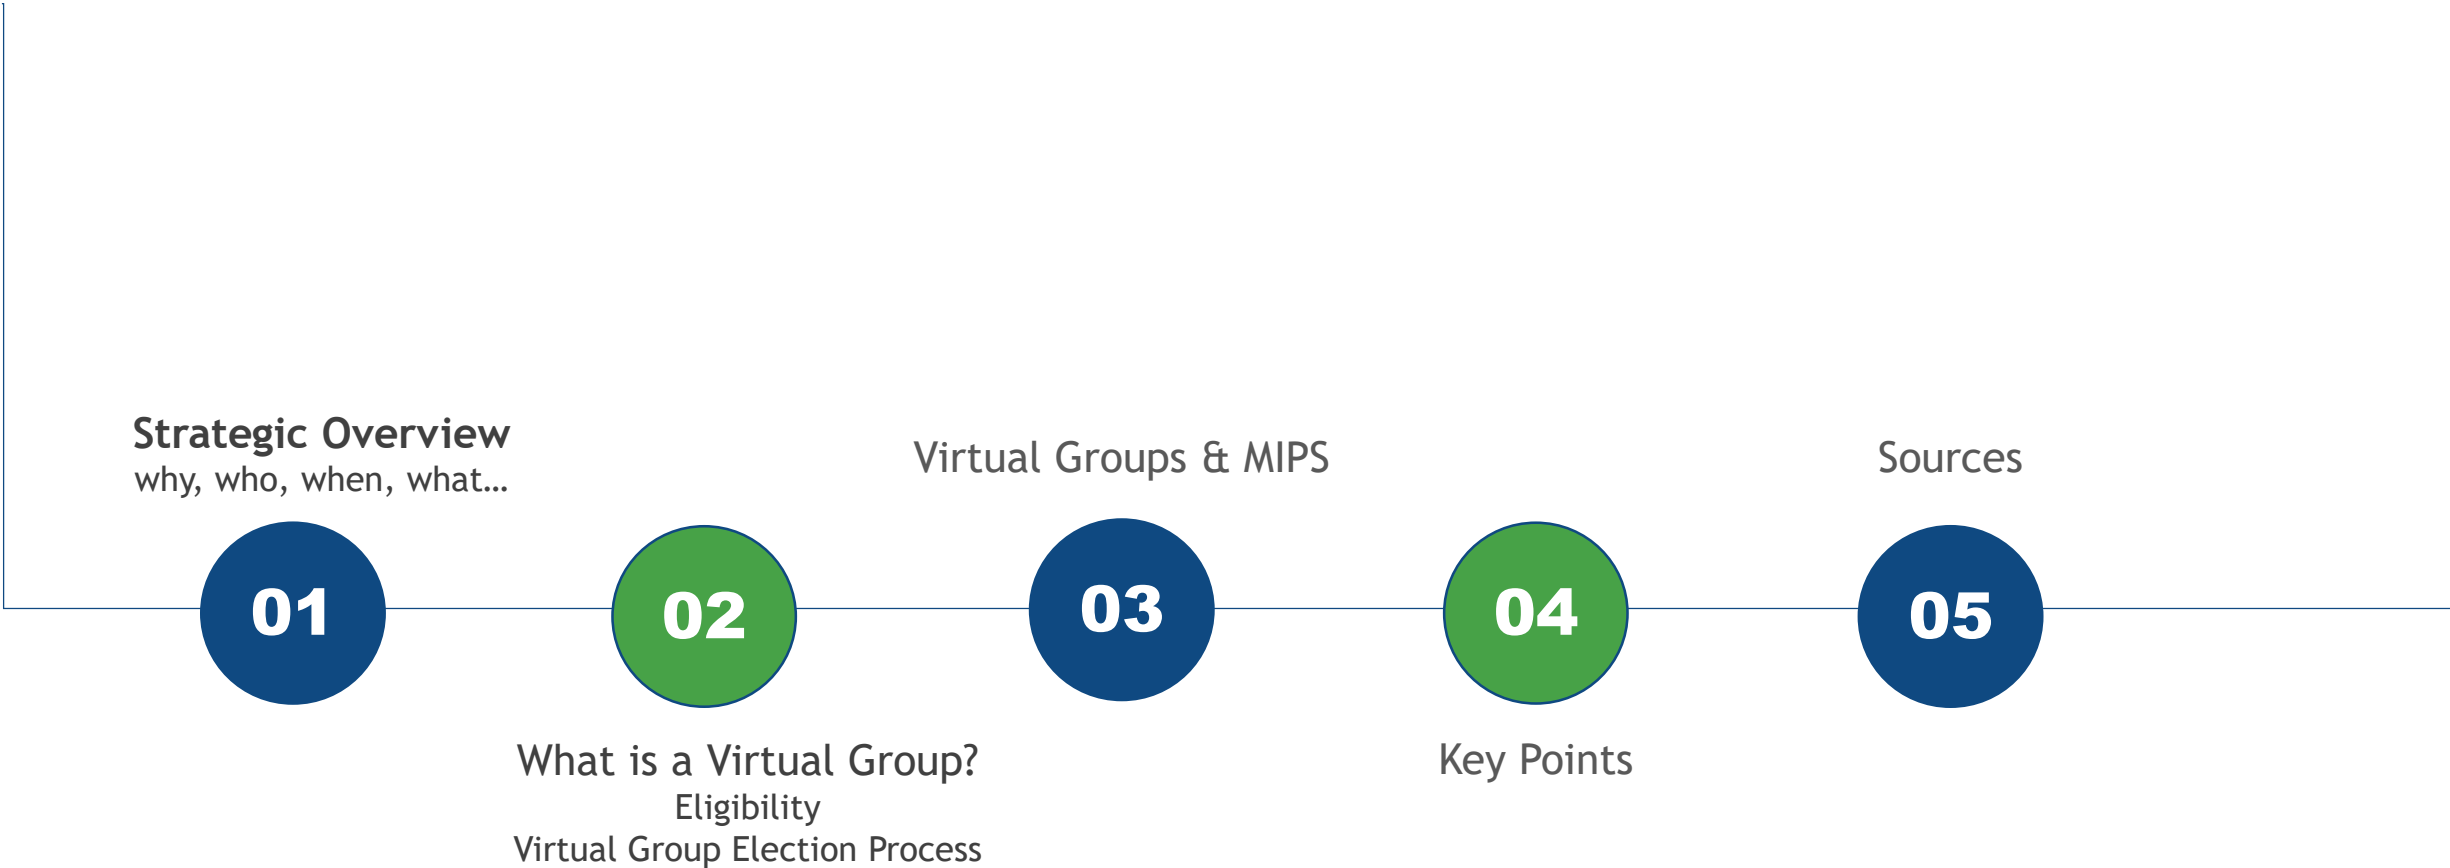 Strategic Overview
why, who, when, what…
01
02
What is a Virtual Group?
Eligibility
Virtual Group Election Process
Virtual Groups & MIPS
03
04
Key Points
Sources
05